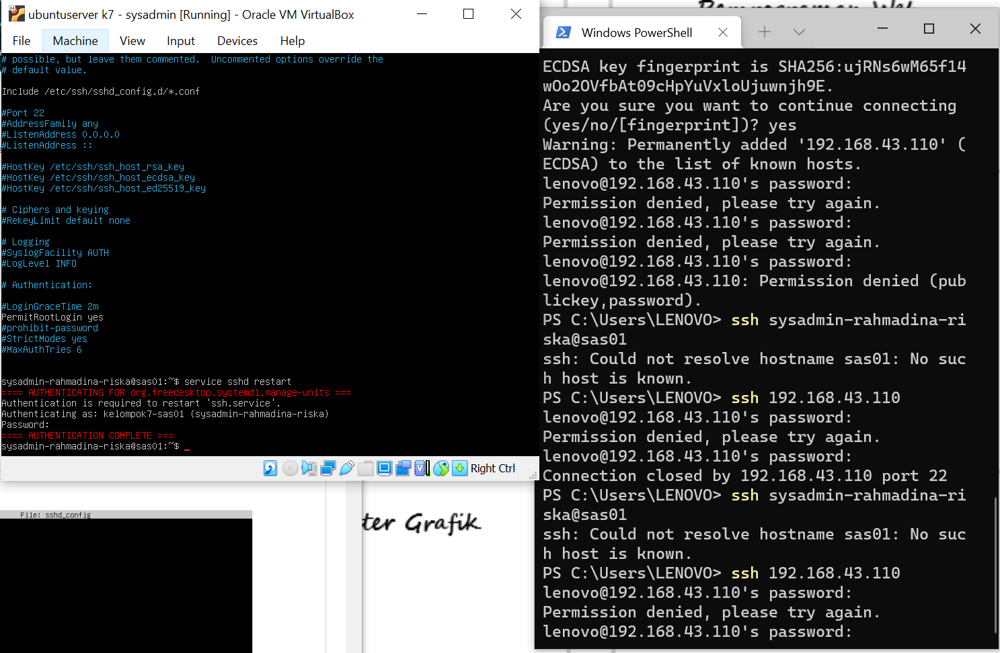 ubuntuserver k7 - sysadmin [Running] - Oracle VM VirtualBox
File Machine View Input Devices Help
# possible, but leave them commented.  Uncommented options override the
# default value.
Include /etc/ssh/sshd_config.d/*.conf
#Port 22
#AddressFamily any
#ListenAddress 0.0.0.0
#ListenAddress ::
#HostKey /etc/ssh/ssh_host_rsa_key
#HostKey /etc/ssh/ssh_host_ecdsa_key
#HostKey /etc/ssh/ssh_host_ed25519_key
# Ciphers and keying
#RekeyLimit default none
# Logging
#SyslogFacility AUTH
#LogLevel INFO
# Authentication:
#LoginGraceTime 2m
PermitRootLogin yes
#prohibit-password
#StrictModes yes
#MaxAuthTries 6
sysadmin-rahmadina-riska@sas01:~$ service sshd restart
==== AUTHENTICATING FOR org.freedesktop.systemd1.manage-units ===
Authentication is required to restart 'ssh.service'.
Authenticating as: kelompok7-sas01 (sysadmin-rahmadina-riska)
Password:
==== AUTHENTICATION COMPLETE ===
sysadmin-rahmadina-riska@sas01:~$ _
Right Ctrl
File: sshd_config
ter Grafik
Windows PowerShell
ECDSA key fingerprint is SHA256:ujRNs6wM65f14
wOo2OVfbAt09cHpYuVxloUjuwnjh9E.
Are you sure you want to continue connecting
(yes/no/[fingerprint])? yes
Warning: Permanently added '192.168.43.110' (
ECDSA) to the list of known hosts.
lenovo@192.168.43.110's password:
Permission denied, please try again.
lenovo@192.168.43.110's password:
Permission denied, please try again.
lenovo@192.168.43.110's password:
lenovo@192.168.43.110: Permission denied (pub
lickey,password).
PS C:\Users\LENOVO> ssh sysadmin-rahmadina-ri
ska@sas01
ssh: Could not resolve hostname sas01: No suc
h host is known.
PS C:\Users\LENOVO> ssh 192.168.43.110
lenovo@192.168.43.110's password:
Permission denied, please try again.
lenovo@192.168.43.110's password:
Connection closed by 192.168.43.110 port 22
PS C:\Users\LENOVO> ssh sysadmin-rahmadina-ri
ska@sas01
ssh: Could not resolve hostname sas01: No suc
h host is known.
PS C:\Users\LENOVO> ssh 192.168.43.110
lenovo@192.168.43.110's password:
Permission denied, please try again.
lenovo@192.168.43.110's password: